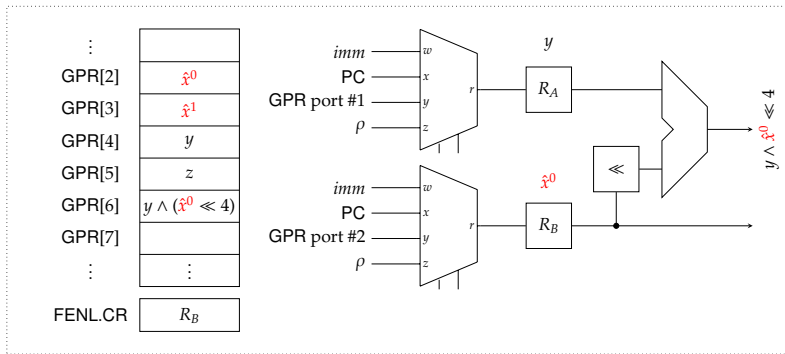 ⋮
GPR[2] x̂⁰
GPR[3] x̂¹
GPR[4] y
GPR[5] z
GPR[6] y ∧ (x̂⁰ ≪ 4)
GPR[7]
⋮ ⋮
FENL.CR R_B
imm w
PC x
GPR port #1 y
ρ z
r
y
R_A
imm w
PC x
GPR port #2 y
ρ z
r
x̂⁰
R_B
≪
y ∧ x̂⁰ ≪ 4